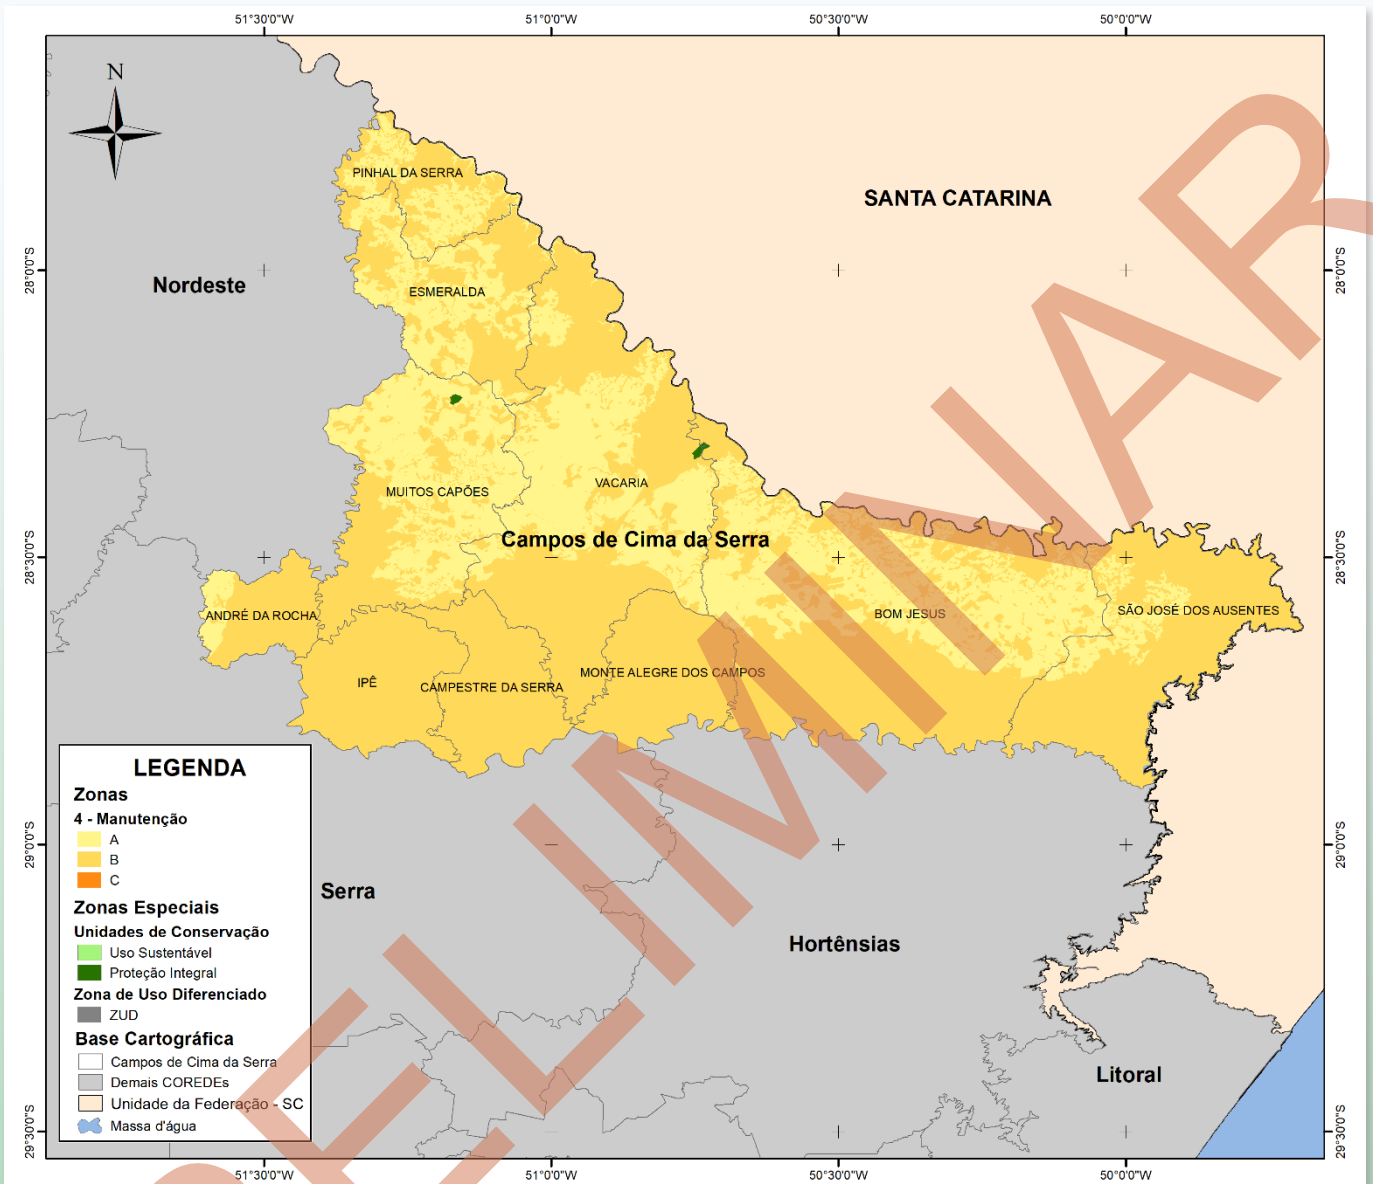 51°30'0"W 51°0'0"W 50°30'0"W 50°0'0"W
N
PINHAL DA SERRA
SANTA CATARINA
28°0'0"S
28°0'0"S
Nordeste
ESMERALDA
MUITOS CAPÕES
VACARIA
Campos de Cima da Serra
28°30'0"S
28°30'0"S
ANDRÉ DA ROCHA
BOM JESUS
SÃO JOSÉ DOS AUSENTES
IPÊ
CAMPESTRE DA SERRA
MONTE ALEGRE DOS CAMPOS
LEGENDA
Zonas
4 - Manutenção
A
B
C
Zonas Especiais
Unidades de Conservação
Uso Sustentável
Proteção Integral
Zona de Uso Diferenciado
ZUD
Base Cartográfica
Campos de Cima da Serra
Demais COREDEs
Unidade da Federação - SC
Massa d'água
29°0'0"S
29°0'0"S
Serra
Hortênsias
Litoral
29°30'0"S
29°30'0"S
51°30'0"W 51°0'0"W 50°30'0"W 50°0'0"W
RELIMINAR